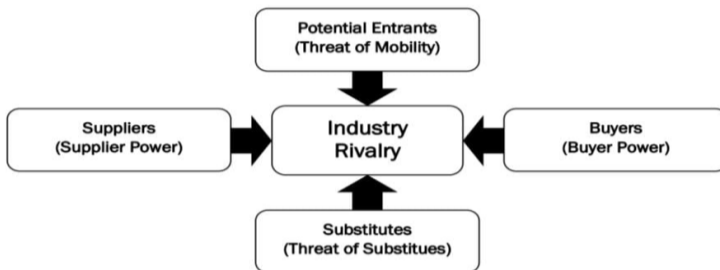 Potential Entrants
(Threat of Mobility)
Suppliers
(Supplier Power)
Industry
Rivalry
Buyers
(Buyer Power)
Substitutes
(Threat of Substitues)